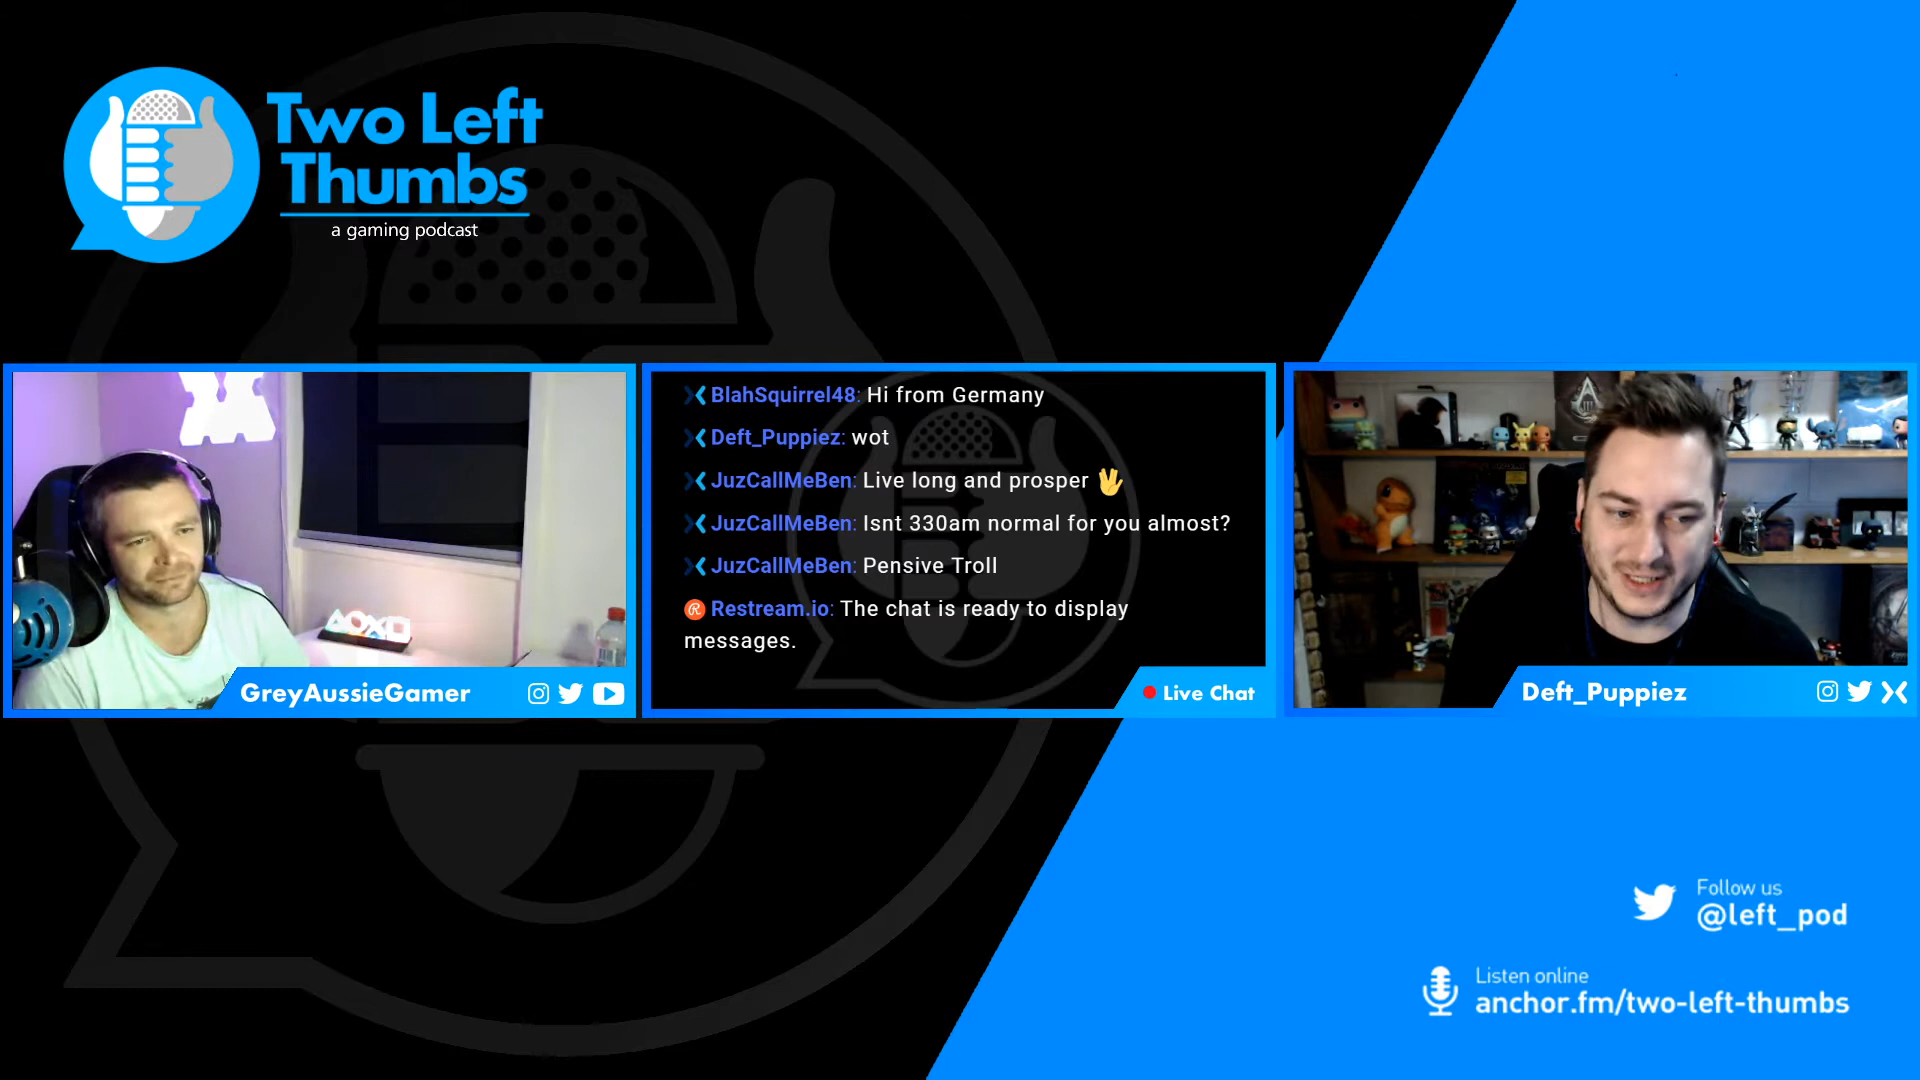 Two Left
Thumbs
a gaming podcast
BlahSquirrel48: Hi from Germany
Deft_Puppiez: wot
JuzCallMeBen: Live long and prosper 🖖
JuzCallMeBen: Isnt 330am normal for you almost?
JuzCallMeBen: Pensive Troll
Restream.io: The chat is ready to display
messages.
GreyAussieGamer
Live Chat
Deft_Puppiez
Follow us
@left_pod
Listen online
anchor.fm/two-left-thumbs